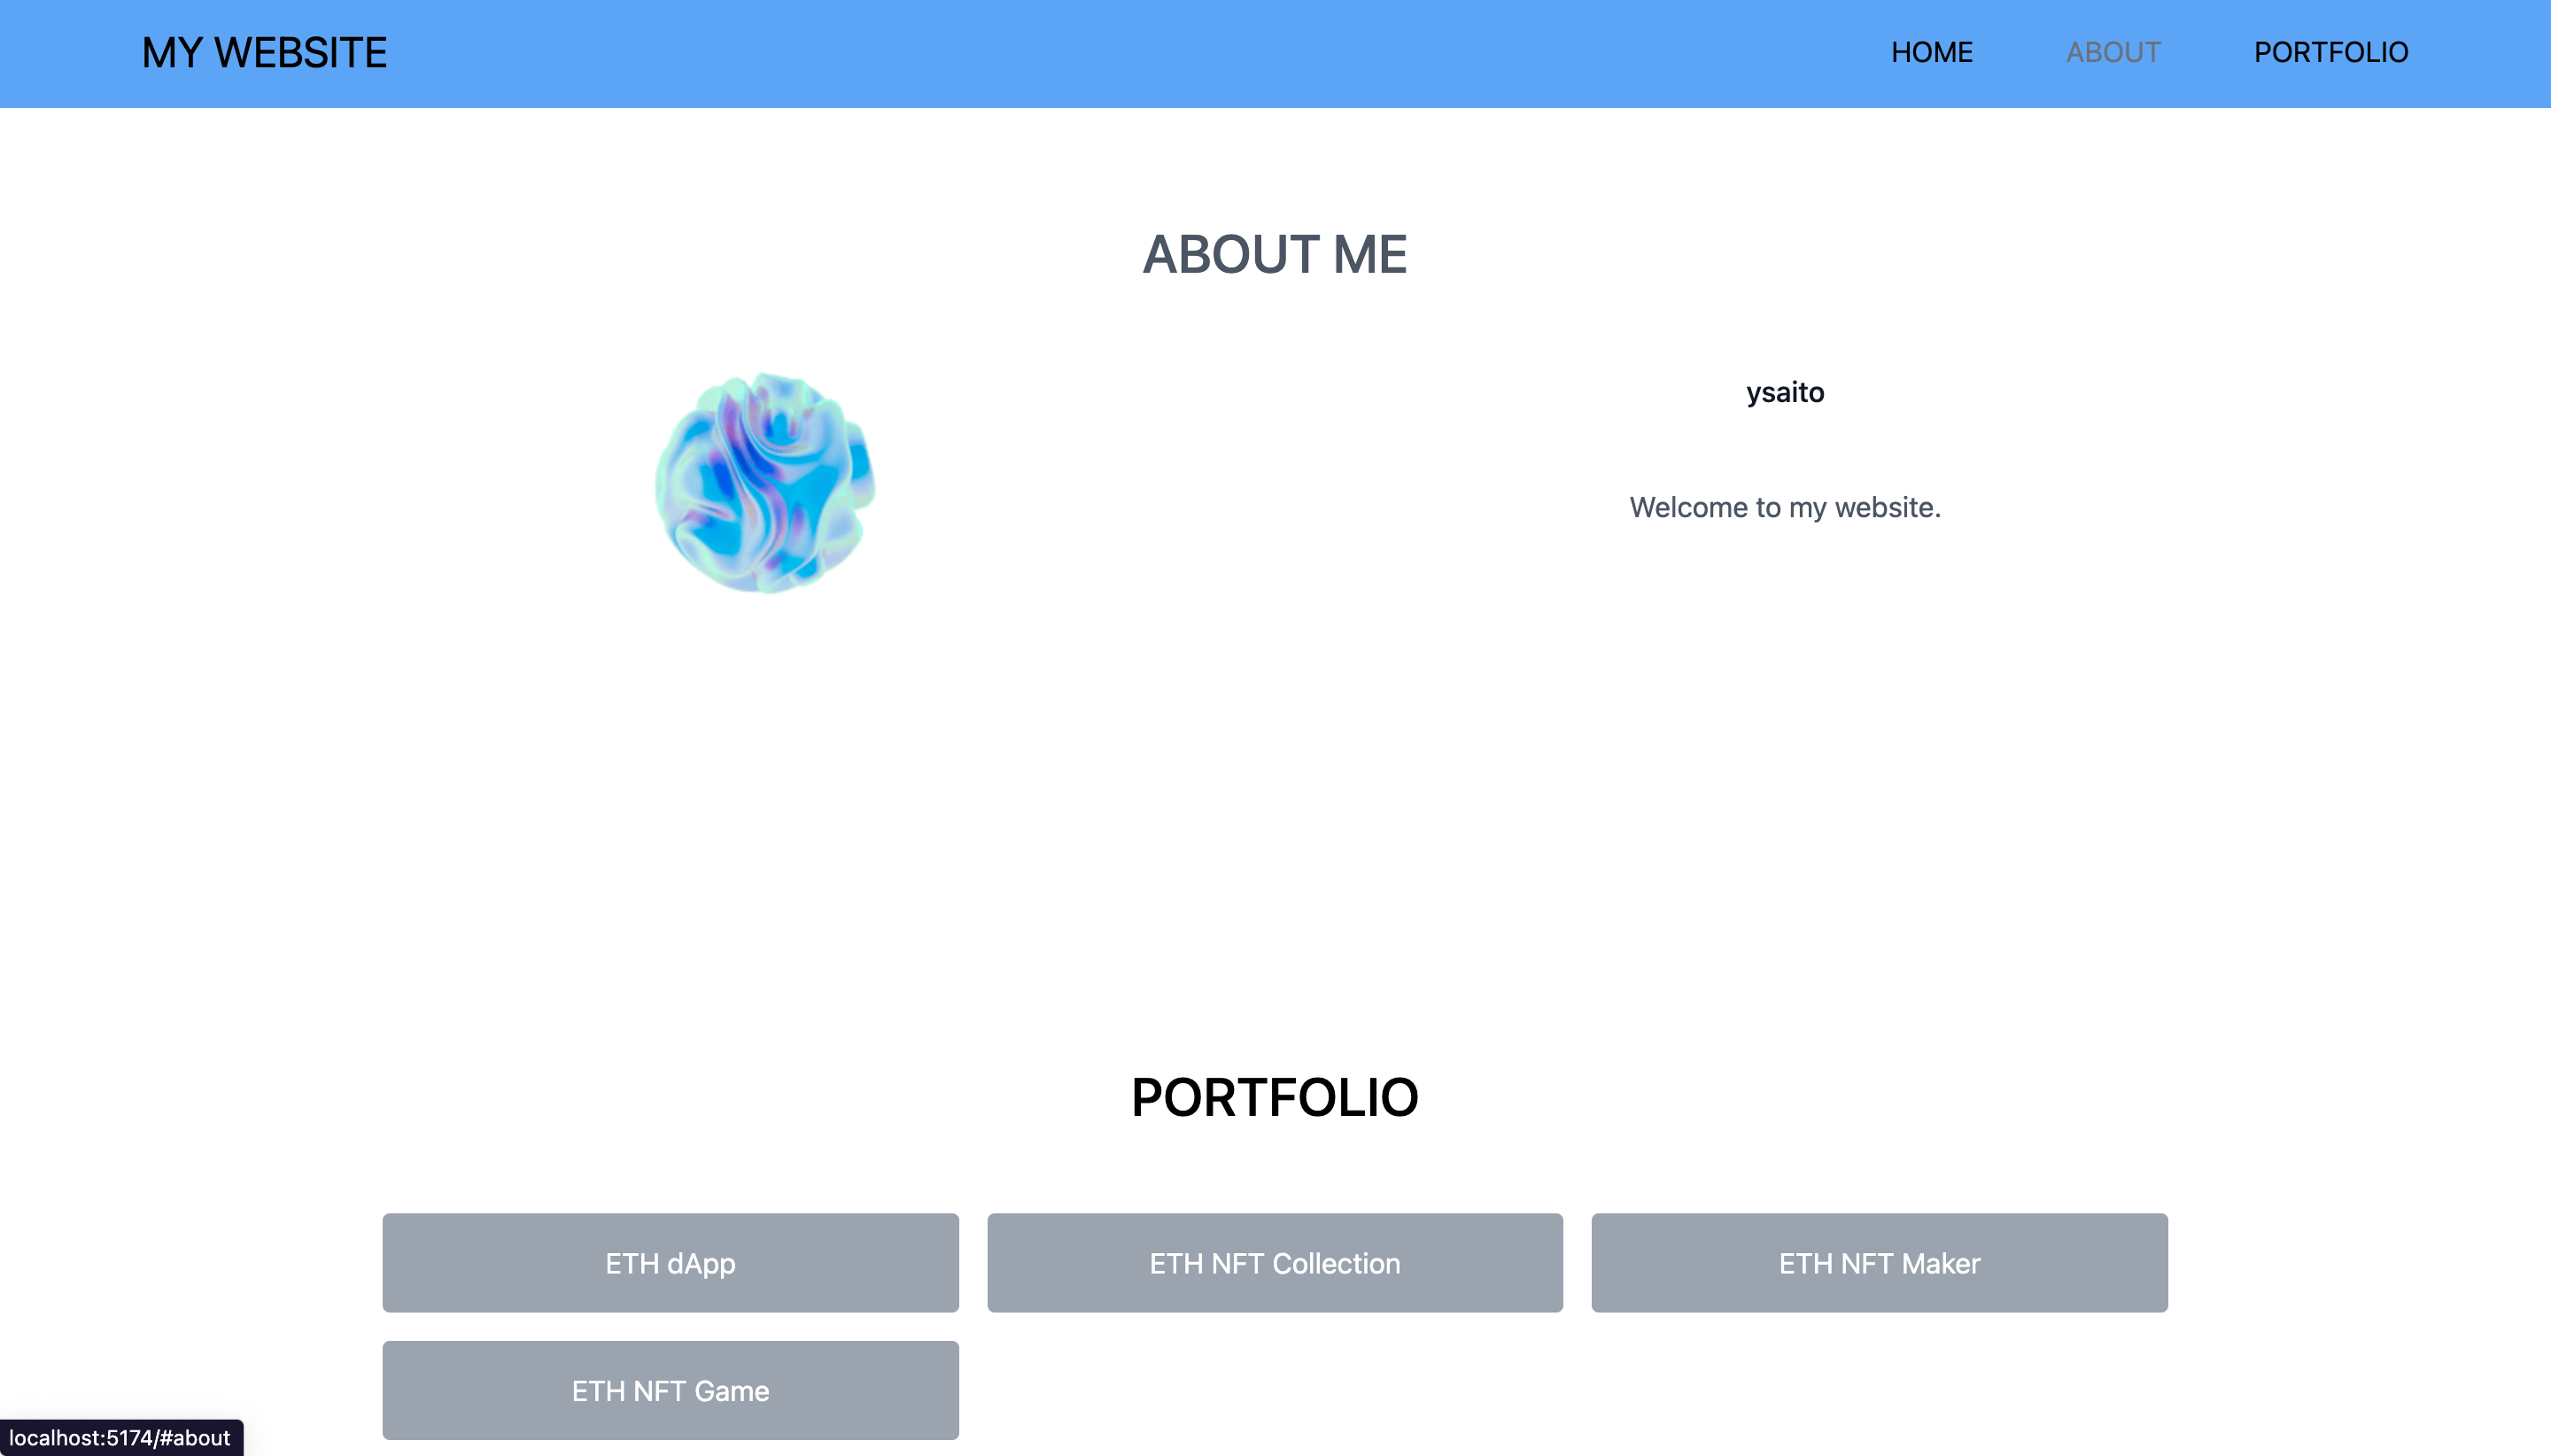 MY WEBSITE
HOME ABOUT PORTFOLIO
ABOUT ME
ysaito
Welcome to my website.
PORTFOLIO
ETH dApp
ETH NFT Collection
ETH NFT Maker
ETH NFT Game
localhost:5174/#about